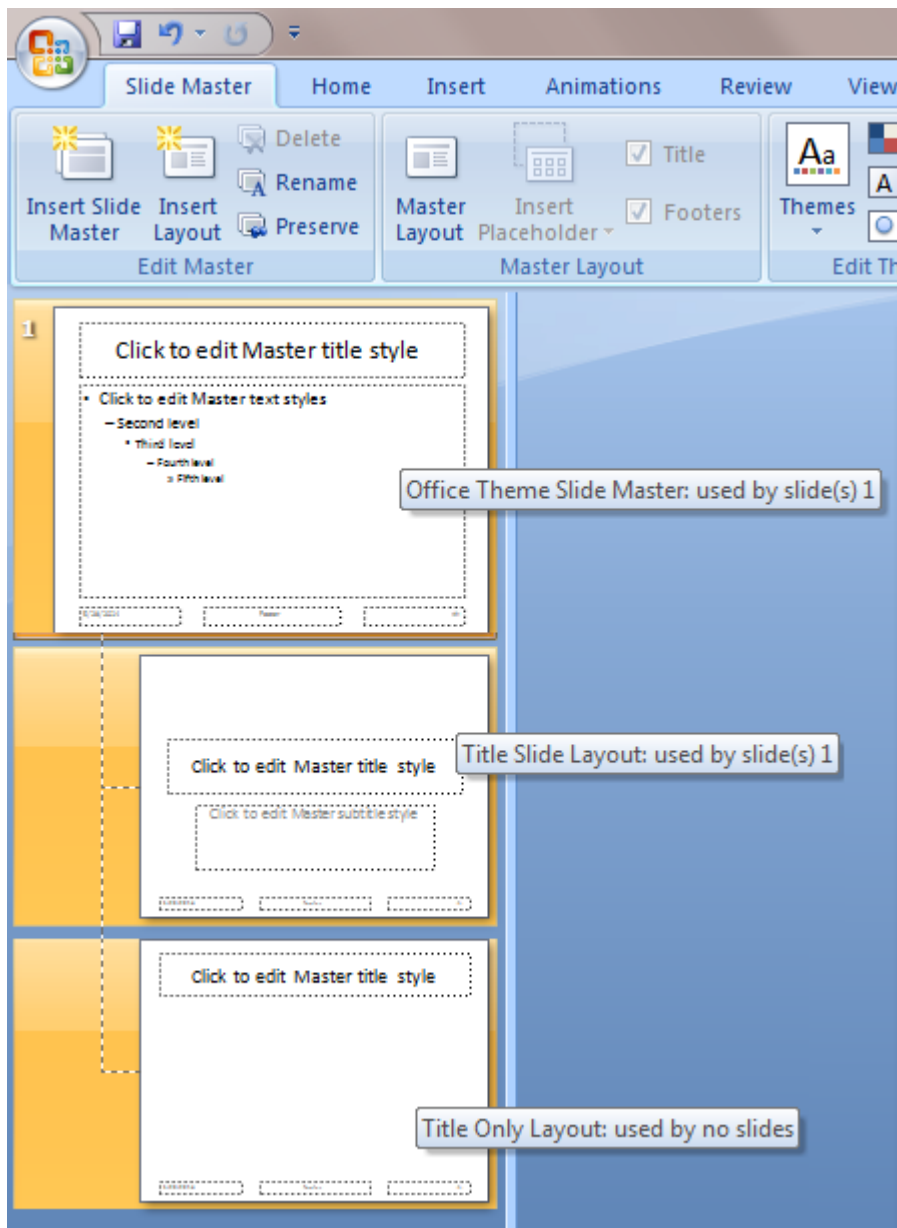 Slide Master Home Insert Animations Review View
Insert Slide Master
Insert Layout
Delete
Rename
Preserve
Edit Master
Master Layout
Insert Placeholder
Title
Footers
Master Layout
Aa
Themes
A
Edit Th
1
Click to edit Master title style
• Click to edit Master text styles
– Second level
• Third level
– Fourth level
» Fifth level
Office Theme Slide Master: used by slide(s) 1
Footer
Click to edit Master title style
Title Slide Layout: used by slide(s) 1
Click to edit Master subtitle style
Click to edit Master title style
Title Only Layout: used by no slides